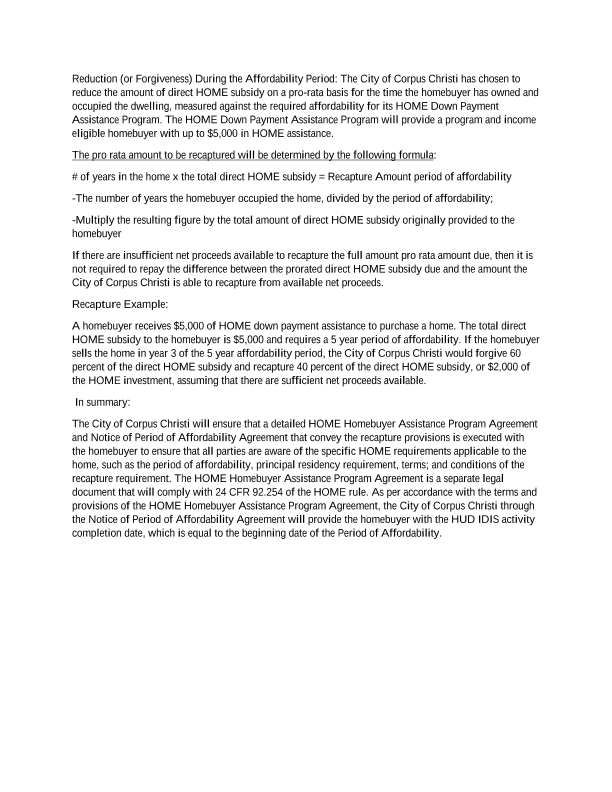 Reduction (or Forgiveness) During the Affordability Period: The City of Corpus Christi has chosen to
reduce the amount of direct HOME subsidy on a pro-rata basis for the time the homebuyer has owned and
occupied the dwelling, measured against the required affordability for its HOME Down Payment
Assistance Program. The HOME Down Payment Assistance Program will provide a program and income
eligible homebuyer with up to $5,000 in HOME assistance.
The pro rata amount to be recaptured will be determined by the following formula:
# of years in the home x the total direct HOME subsidy = Recapture Amount period of affordability
-The number of years the homebuyer occupied the home, divided by the period of affordability;
-Multiply the resulting figure by the total amount of direct HOME subsidy originally provided to the
homebuyer
If there are insufficient net proceeds available to recapture the full amount pro rata amount due, then it is
not required to repay the difference between the prorated direct HOME subsidy due and the amount the
City of Corpus Christi is able to recapture from available net proceeds.
Recapture Example:
A homebuyer receives $5,000 of HOME down payment assistance to purchase a home. The total direct
HOME subsidy to the homebuyer is $5,000 and requires a 5 year period of affordability. If the homebuyer
sells the home in year 3 of the 5 year affordability period, the City of Corpus Christi would forgive 60
percent of the direct HOME subsidy and recapture 40 percent of the direct HOME subsidy, or $2,000 of
the HOME investment, assuming that there are sufficient net proceeds available.
In summary:
The City of Corpus Christi will ensure that a detailed HOME Homebuyer Assistance Program Agreement
and Notice of Period of Affordability Agreement that convey the recapture provisions is executed with
the homebuyer to ensure that all parties are aware of the specific HOME requirements applicable to the
home, such as the period of affordability, principal residency requirement, terms; and conditions of the
recapture requirement. The HOME Homebuyer Assistance Program Agreement is a separate legal
document that will comply with 24 CFR 92.254 of the HOME rule. As per accordance with the terms and
provisions of the HOME Homebuyer Assistance Program Agreement, the City of Corpus Christi through
the Notice of Period of Affordability Agreement will provide the homebuyer with the HUD IDIS activity
completion date, which is equal to the beginning date of the Period of Affordability.